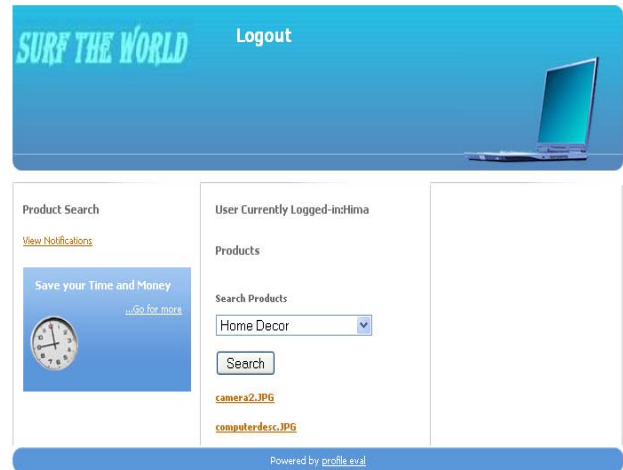 SURF THE WORLD
Logout
Product Search
View Notifications
Save your Time and Money
...Go for more
User Currently Logged-in:Hima
Products
Search Products
Home Decor
Search
camera2.JPG
computerdesc.JPG
Powered by profile eval